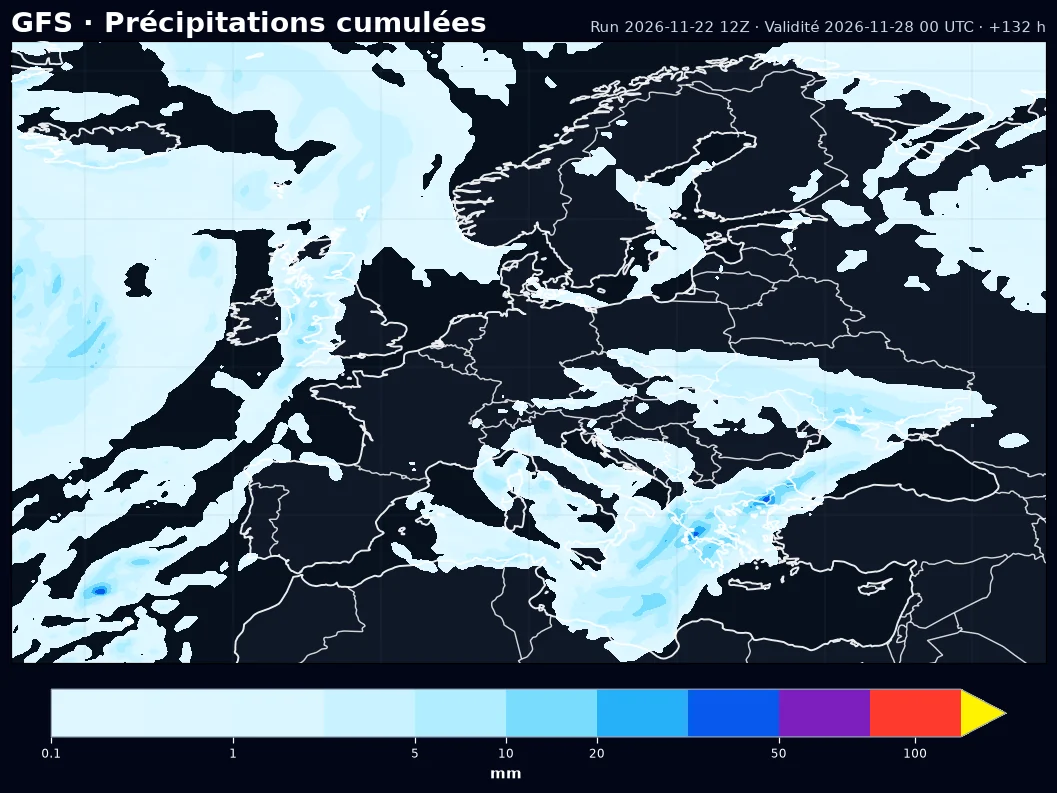 GFS · Précipitations cumulées
Run 2026-11-22 12Z · Validité 2026-11-28 00 UTC · +132 h
0.1 1 5 10 20 50 100
mm